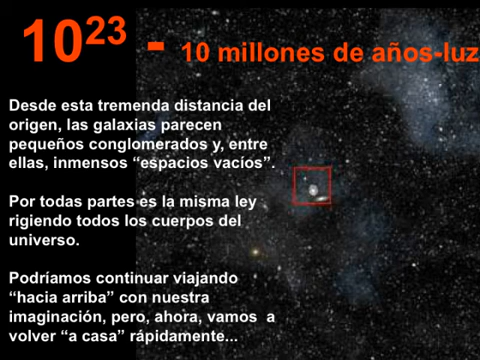 10²³ - 10 millones de años-luz
Desde esta tremenda distancia del
origen, las galaxias parecen
pequeños conglomerados y, entre
ellas, inmensos “espacios vacíos”.
Por todas partes es la misma ley
rigiendo todos los cuerpos del
universo.
Podríamos continuar viajando
“hacia arriba” con nuestra
imaginación, pero, ahora, vamos a
volver “a casa” rápidamente...